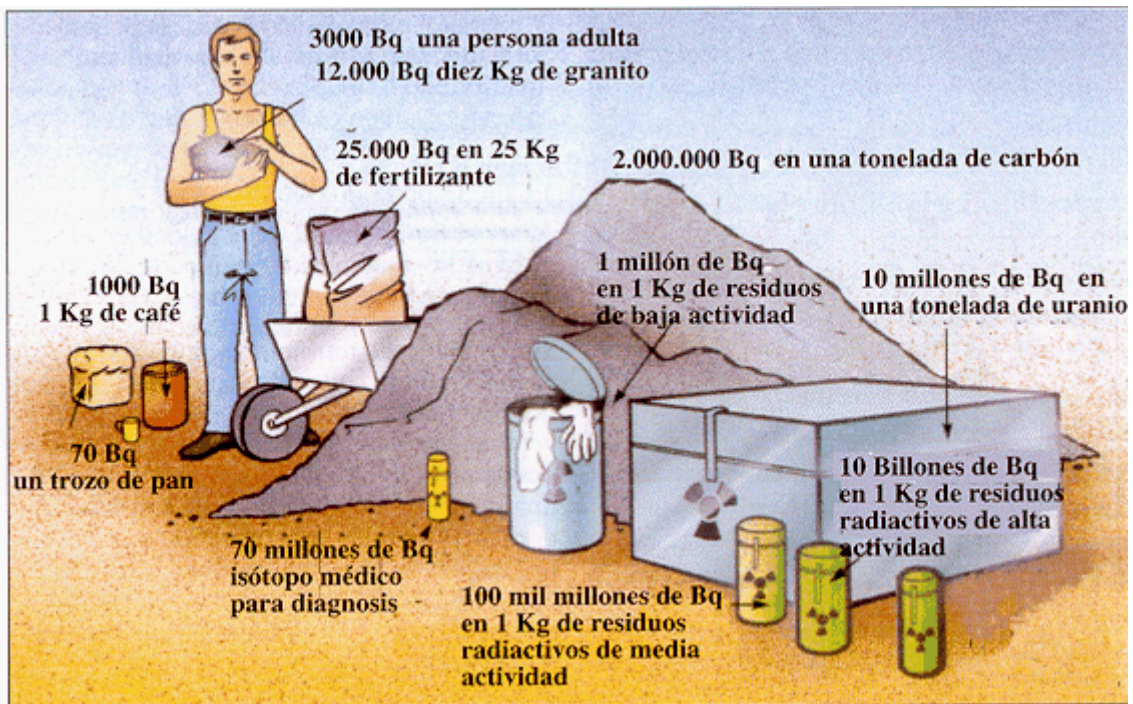 3000 Bq una persona adulta
12.000 Bq diez Kg de granito
25.000 Bq en 25 Kg
de fertilizante
2.000.000 Bq en una tonelada de carbón
1000 Bq
1 Kg de café
1 millón de Bq
en 1 Kg de residuos
de baja actividad
10 millones de Bq en
una tonelada de uranio
70 Bq
un trozo de pan
70 millones de Bq
isótopo médico
para diagnosis
100 mil millones de Bq
en 1 Kg de residuos
radiactivos de media
actividad
10 Billones de Bq
en 1 Kg de residuos
radiactivos de alta
actividad